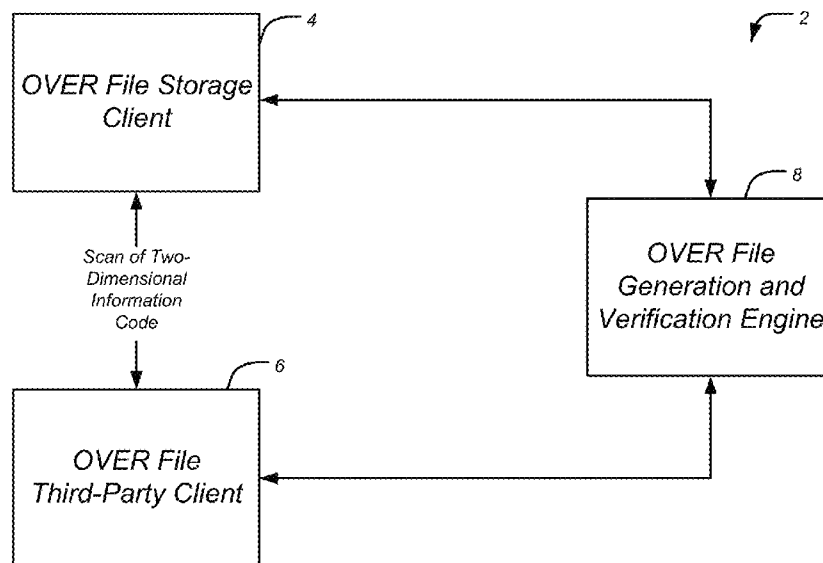 4
2
OVER File Storage
Client
8
Scan of Two-
Dimensional
Information
Code
OVER File
Generation and
Verification Engine
6
OVER File
Third-Party Client